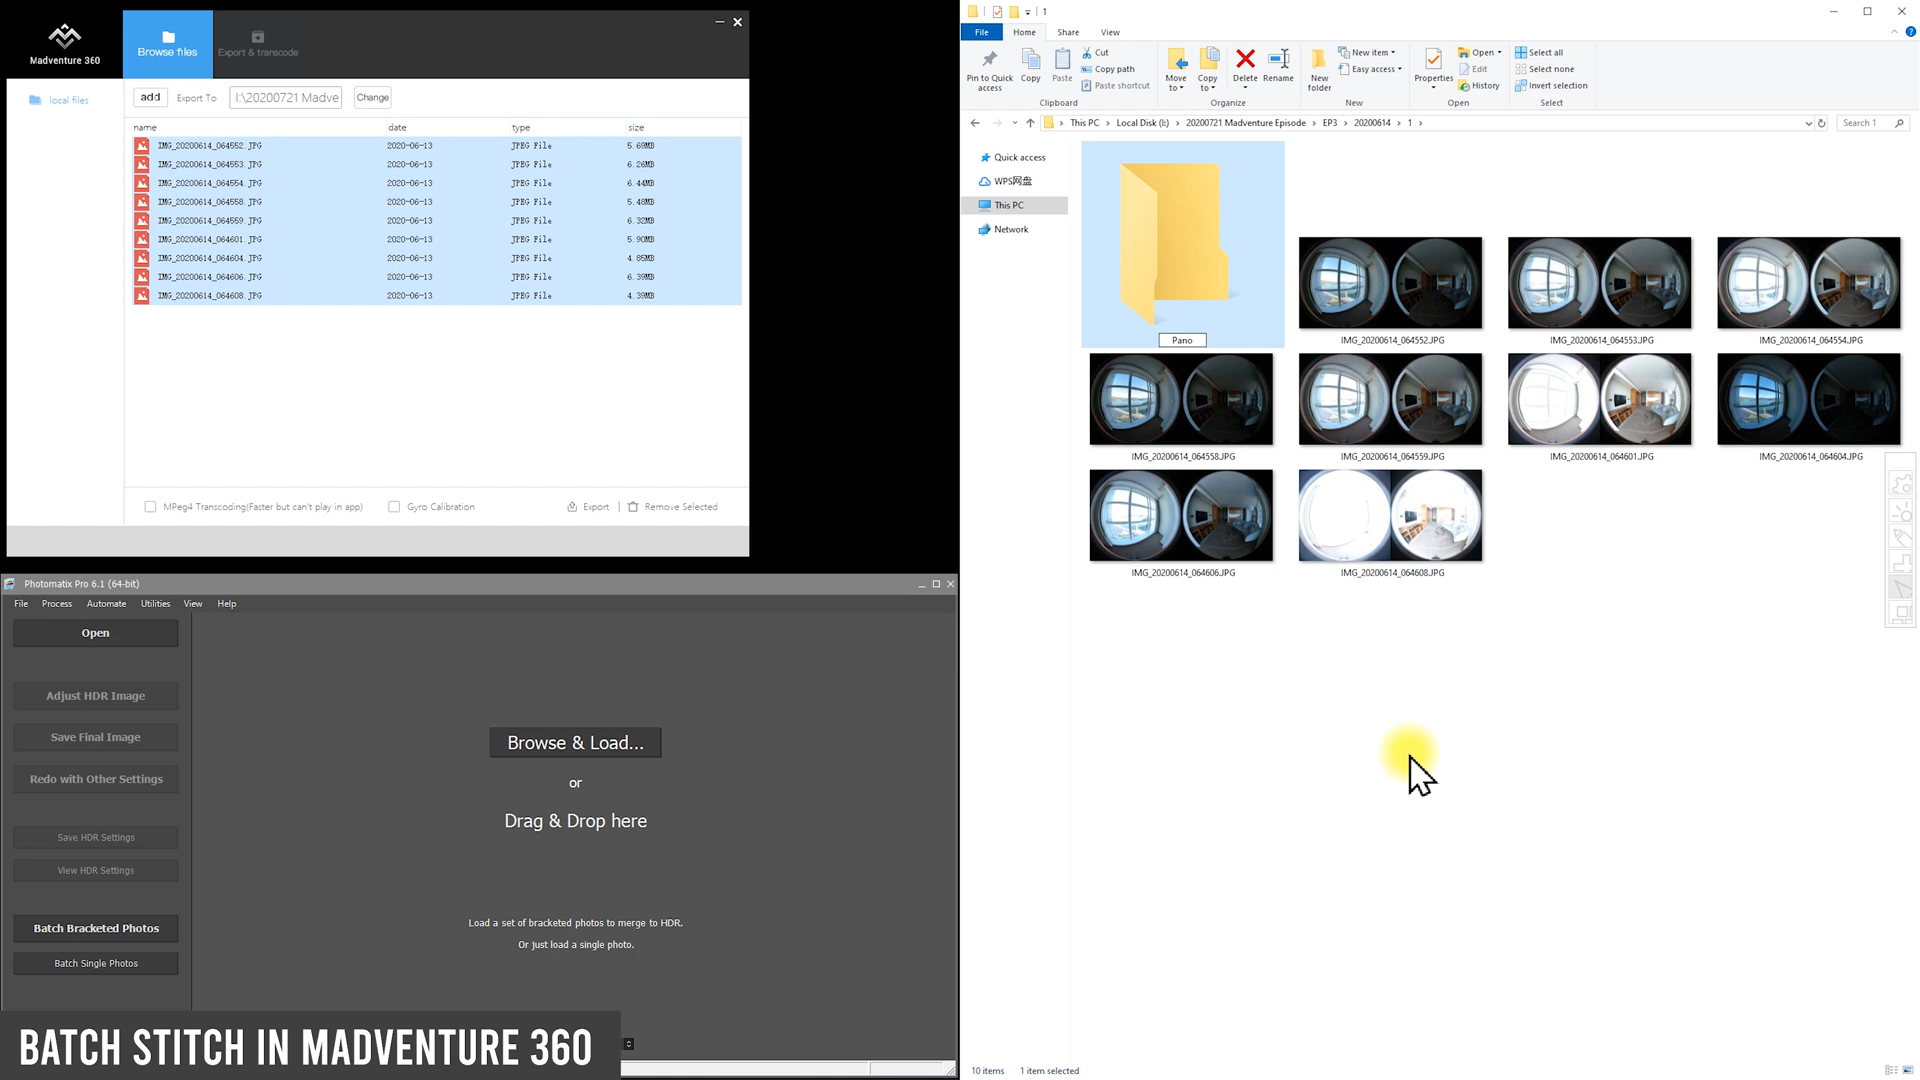 Madventure 360
Browse files
Export & transcode
local files
add
Export To
I:\20200721 Madve
Change
name date type size
IMG_20200614_064552.JPG 2020-06-13 JPEG File 5.69MB
IMG_20200614_064553.JPG 2020-06-13 JPEG File 6.26MB
IMG_20200614_064554.JPG 2020-06-13 JPEG File 6.44MB
IMG_20200614_064558.JPG 2020-06-13 JPEG File 5.48MB
IMG_20200614_064559.JPG 2020-06-13 JPEG File 6.32MB
IMG_20200614_064601.JPG 2020-06-13 JPEG File 5.90MB
IMG_20200614_064604.JPG 2020-06-13 JPEG File 4.85MB
IMG_20200614_064606.JPG 2020-06-13 JPEG File 6.39MB
IMG_20200614_064608.JPG 2020-06-13 JPEG File 4.39MB
MPeg4 Transcoding(Faster but can't play in app)
Gyro Calibration
Export
Remove Selected
Photomatix Pro 6.1 (64-bit)
File Process Automate Utilities View Help
Open
Adjust HDR Image
Save Final Image
Redo with Other Settings
Save HDR Settings
View HDR Settings
Batch Bracketed Photos
Batch Single Photos
Browse & Load...
or
Drag & Drop here
Load a set of bracketed photos to merge to HDR.
Or just load a single photo.
BATCH STITCH IN MADVENTURE 360
1
File Home Share View
Pin to Quick access
Copy
Paste
Cut
Copy path
Paste shortcut
Clipboard
Move to
Copy to
Delete
Rename
Organize
New folder
New item
Easy access
New
Properties
Open
Edit
History
Open
Select all
Select none
Invert selection
Select
This PC > Local Disk (I:) > 20200721 Madventure Episode > EP3 > 20200614 > 1 >
Search 1
Quick access
WPS网盘
This PC
Network
Pano
IMG_20200614_064552.JPG
IMG_20200614_064553.JPG
IMG_20200614_064554.JPG
IMG_20200614_064558.JPG
IMG_20200614_064559.JPG
IMG_20200614_064601.JPG
IMG_20200614_064604.JPG
IMG_20200614_064606.JPG
IMG_20200614_064608.JPG
10 items
1 item selected